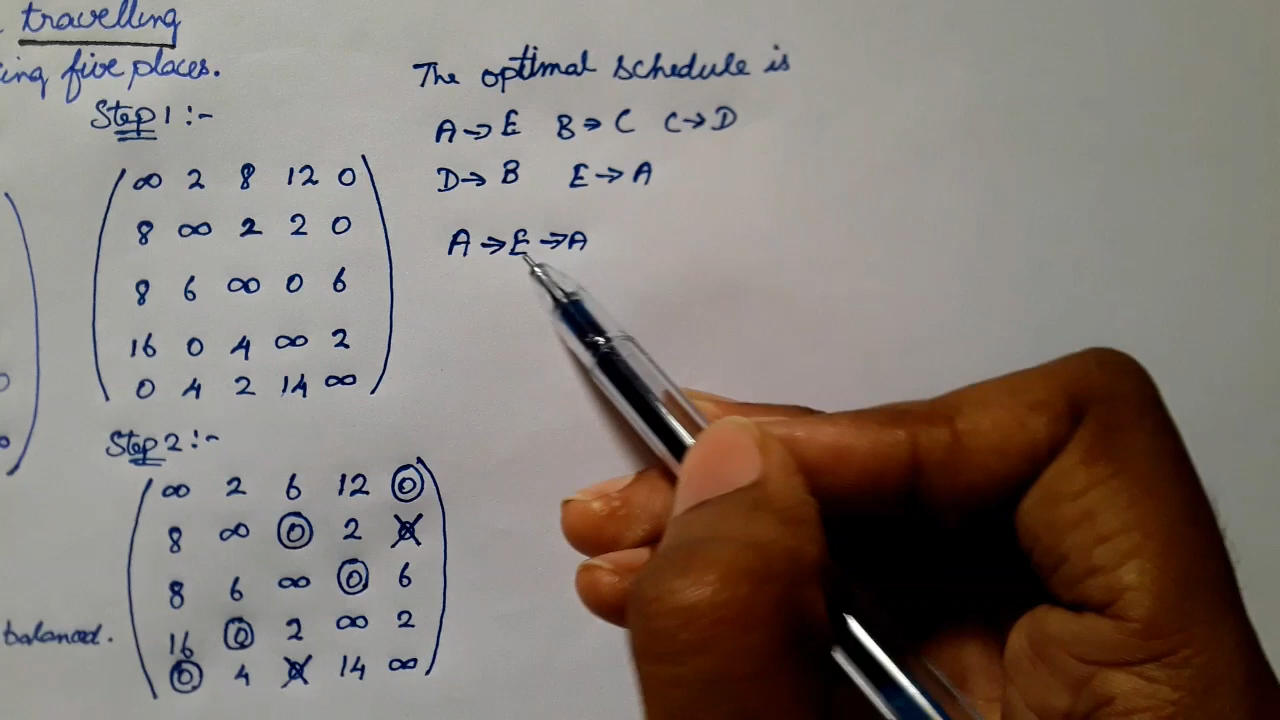 travelling
five places.
Step 1 :-
∞ 2 8 12 0
8 ∞ 2 2 0
8 6 ∞ 0 6
16 0 4 ∞ 2
0 4 2 14 ∞
Step 2 :-
∞ 2 6 12 0
8 ∞ 0 2 0
8 6 ∞ 0 6
16 0 2 ∞ 2
0 4 0 14 ∞
balanced.
The optimal schedule is
A → E B → C C → D
D → B E → A
A → E → A